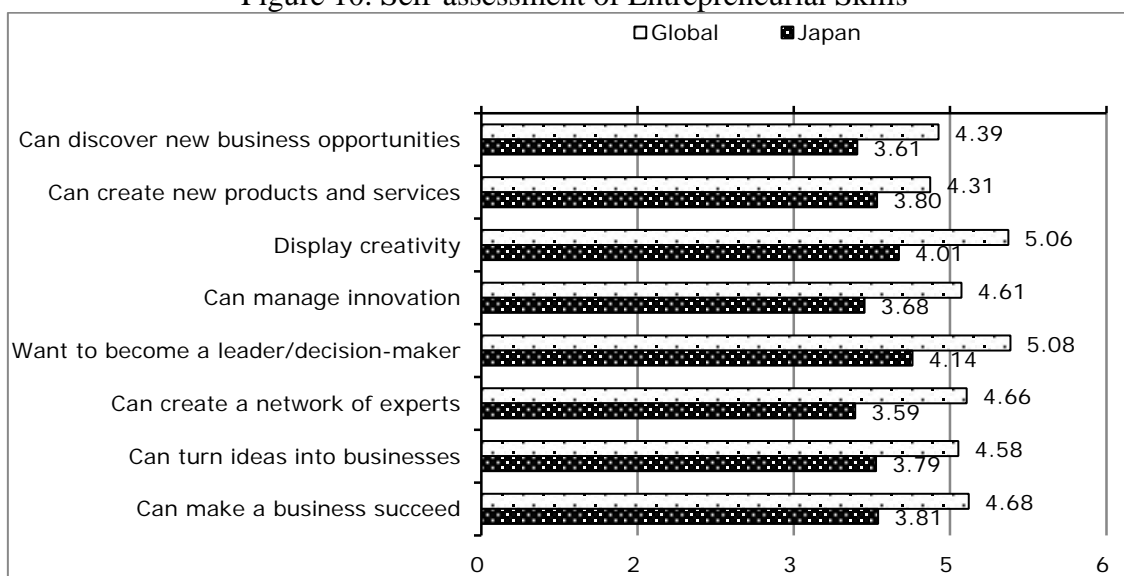 Figure 10. Self-assessment of Entrepreneurial Skills
Global Japan
Can discover new business opportunities 4.39
3.61
Can create new products and services 4.31
3.80
Display creativity 5.06
4.01
Can manage innovation 4.61
3.68
Want to become a leader/decision-maker 5.08
4.14
Can create a network of experts 4.66
3.59
Can turn ideas into businesses 4.58
3.79
Can make a business succeed 4.68
3.81
0 2 3 5 6